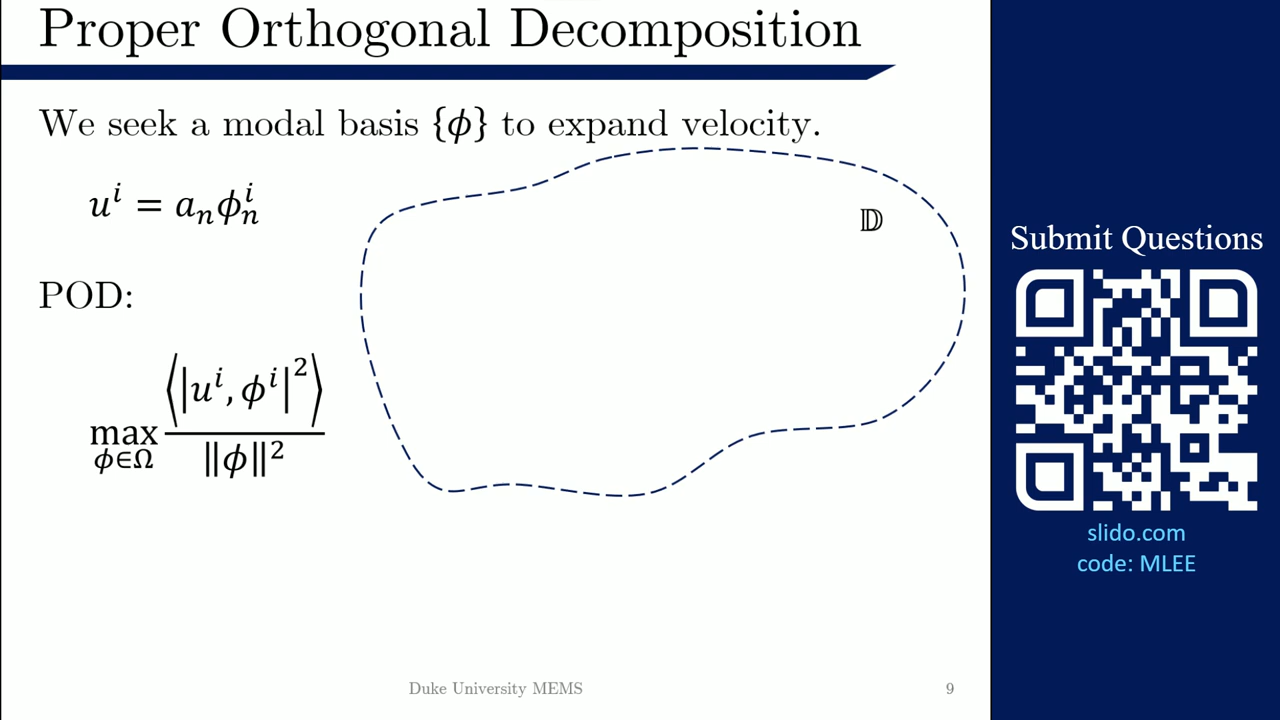 Proper Orthogonal Decomposition
We seek a modal basis {ϕ} to expand velocity.
uⁱ = aₙϕₙⁱ
𝔻
POD:
max_{ϕ∈Ω} ⟨|uⁱ, ϕⁱ|²⟩ / ‖ϕ‖²
Duke University MEMS
9
Submit Questions
slido.com
code: MLEE